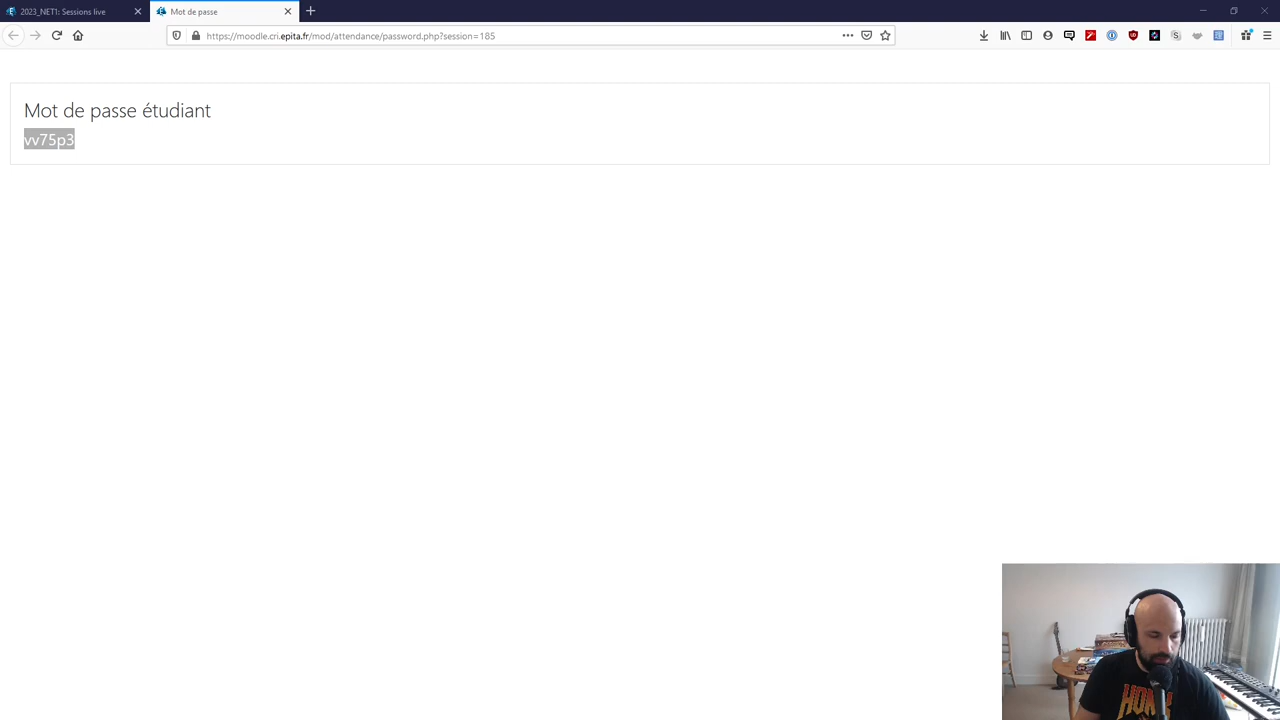 2023_NET1: Sessions live
Mot de passe
https://moodle.cri.epita.fr/mod/attendance/password.php?session=185
Mot de passe étudiant
vv75p3